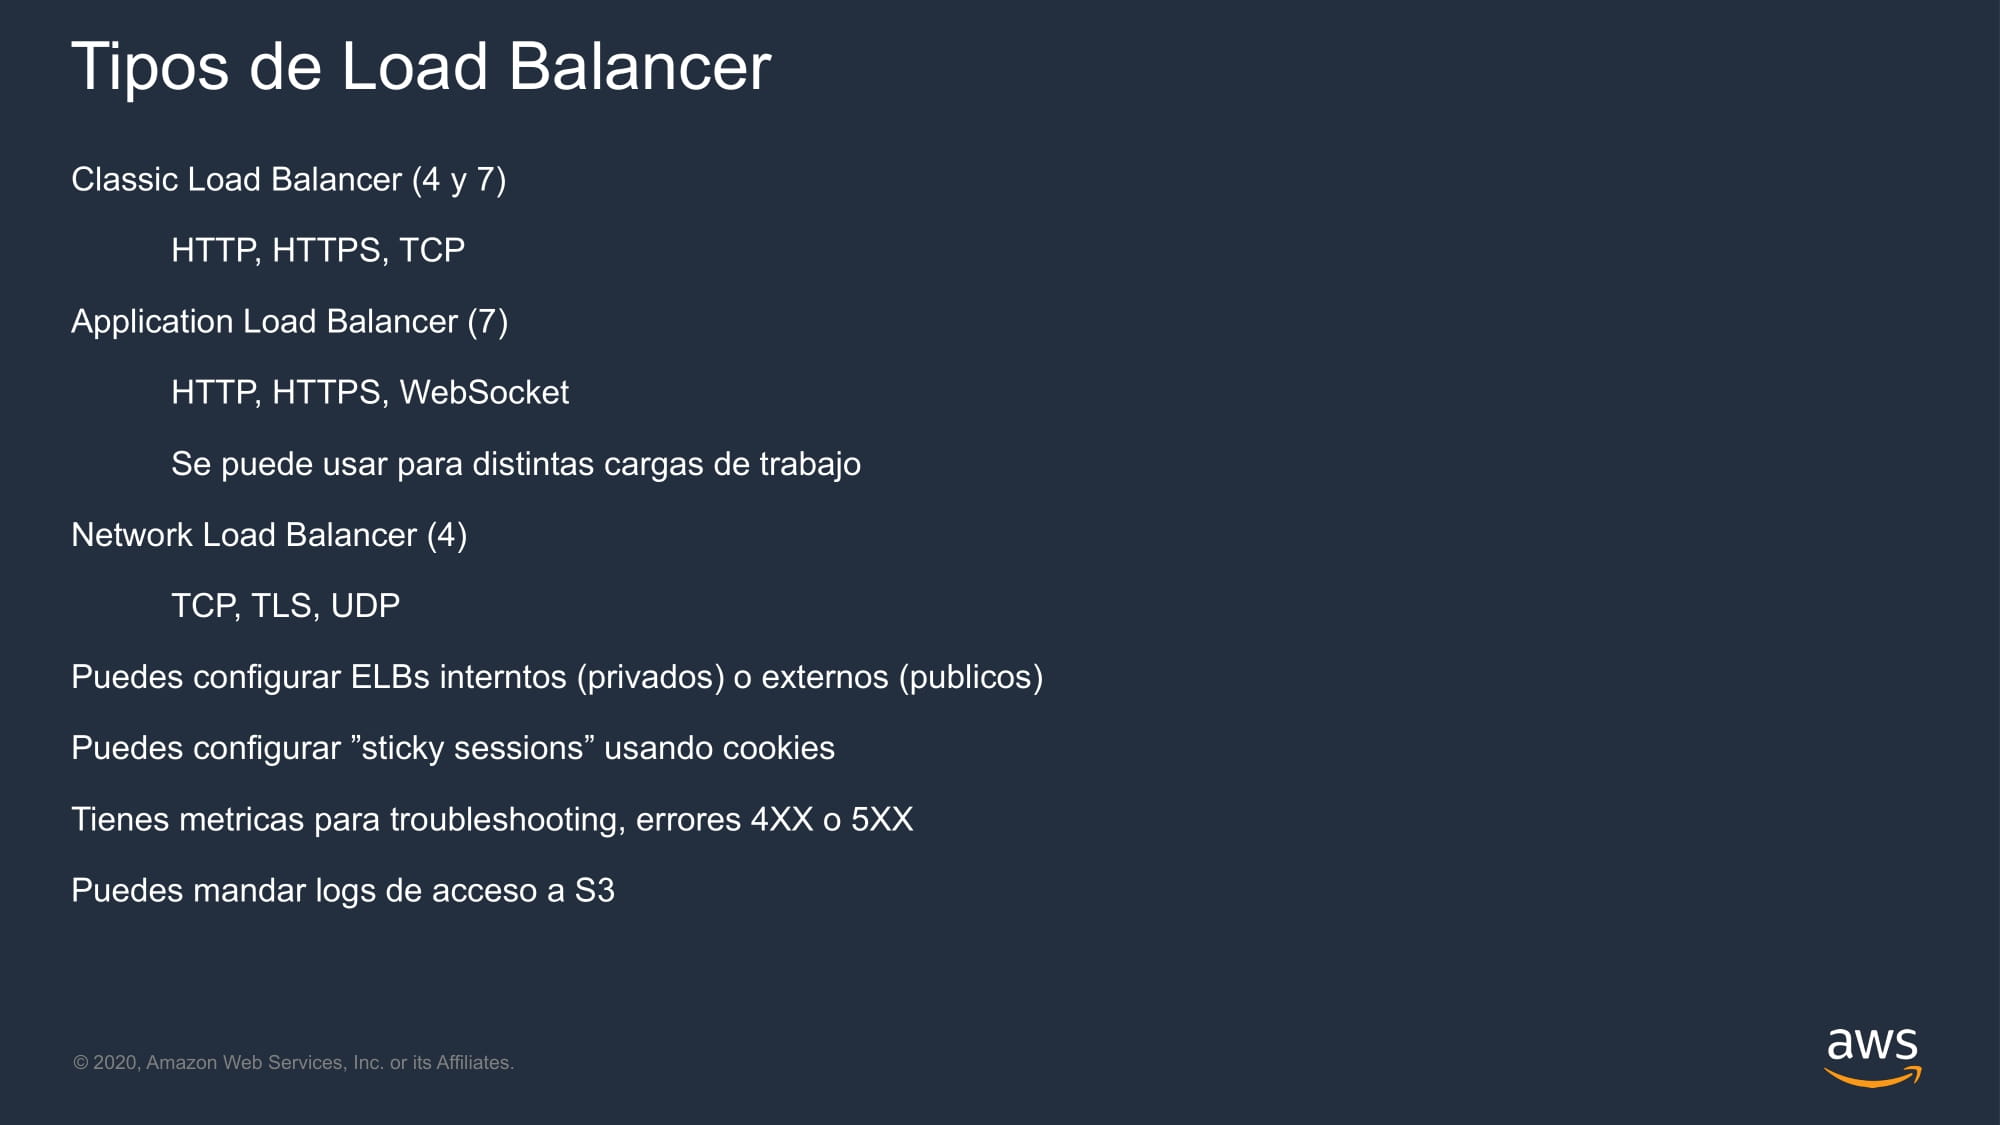 Tipos de Load Balancer
Classic Load Balancer (4 y 7)
HTTP, HTTPS, TCP
Application Load Balancer (7)
HTTP, HTTPS, WebSocket
Se puede usar para distintas cargas de trabajo
Network Load Balancer (4)
TCP, TLS, UDP
Puedes configurar ELBs interntos (privados) o externos (publicos)
Puedes configurar ”sticky sessions” usando cookies
Tienes metricas para troubleshooting, errores 4XX o 5XX
Puedes mandar logs de acceso a S3
© 2020, Amazon Web Services, Inc. or its Affiliates.
aws